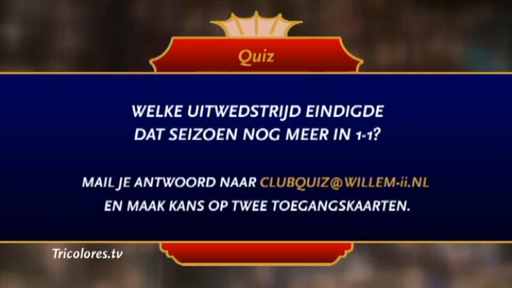 Quiz
WELKE UITWEDSTRIJD EINDIGDE
DAT SEIZOEN NOG MEER IN 1-1?
MAIL JE ANTWOORD NAAR CLUBQUIZ@WILLEM-ii.NL
EN MAAK KANS OP TWEE TOEGANGSKAARTEN.
Tricolores.tv